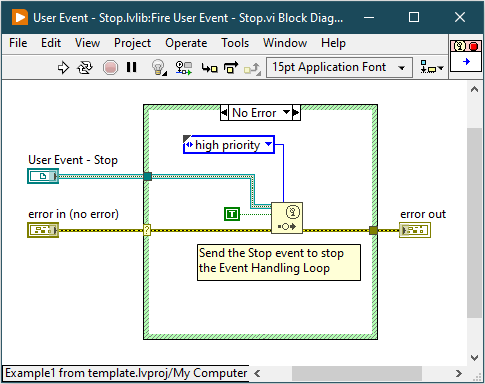 User Event - Stop.lvlib:Fire User Event - Stop.vi Block Diag...
File Edit View Project Operate Tools Window
15pt Application Font
No Error
high priority
User Event - Stop
T
error in (no error)
?
error out
Send the Stop event to stop
the Event Handling Loop
Example1 from template.lvproj/My Computer